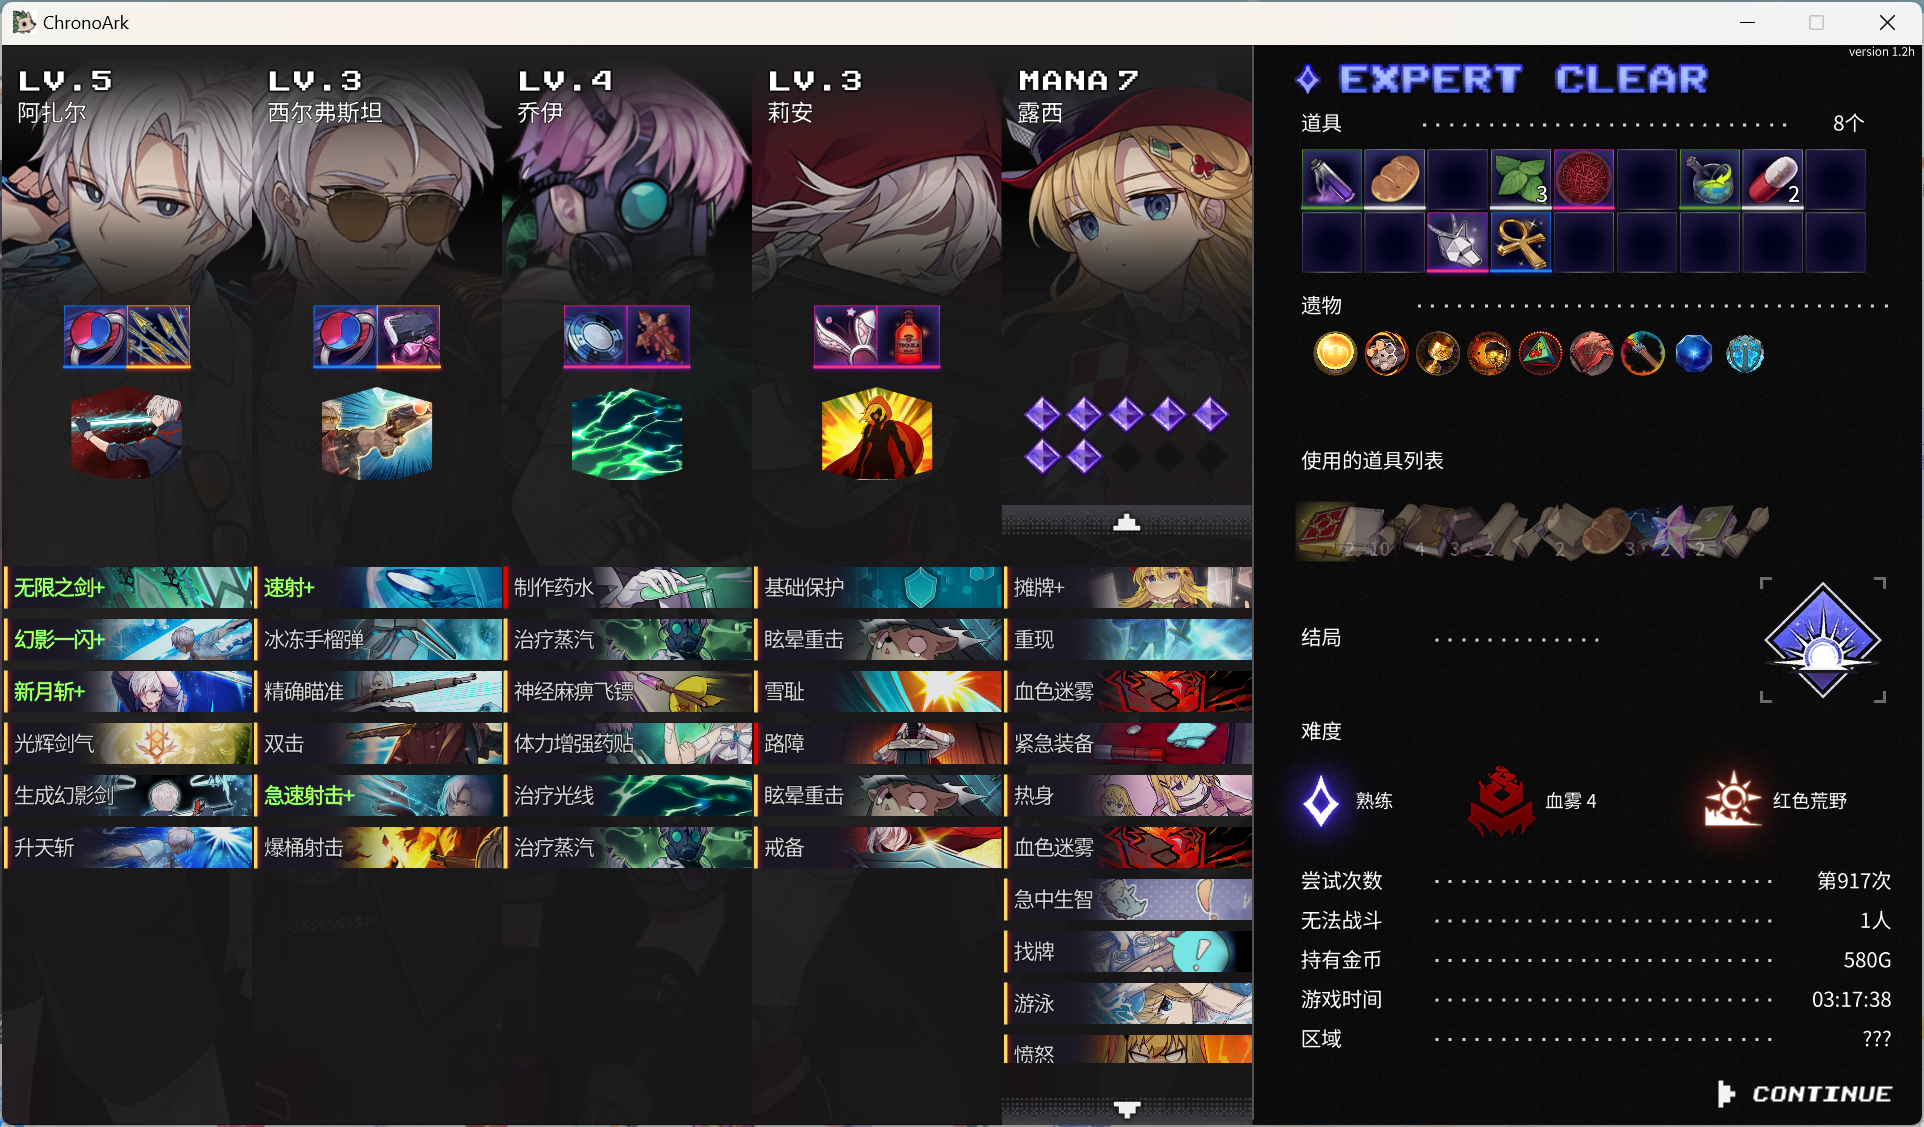 ChronoArk
version 1.2h
LV.5
阿扎尔
LV.3
西尔弗斯坦
LV.4
乔伊
LV.3
莉安
MANA 7
露西
TEQUILA
无限之剑+
幻影一闪+
新月斩+
光辉剑气
生成幻影剑
升天斩
速射+
冰冻手榴弹
精确瞄准
双击
急速射击+
爆桶射击
制作药水
治疗蒸汽
神经麻痹飞镖
体力增强药贴
治疗光线
治疗蒸汽
基础保护
眩晕重击
雪耻
路障
眩晕重击
戒备
摊牌+
重现
血色迷雾
紧急装备
热身
血色迷雾
急中生智
找牌
游泳
愤怒
EXPERT CLEAR
道具 8个
3
2
遗物
使用的道具列表
2 10 4 3 2 2 3 2 2
结局
难度
熟练
血雾 4
红色荒野
尝试次数 第917次
无法战斗 1人
持有金币 580G
游戏时间 03:17:38
区域 ???
CONTINUE